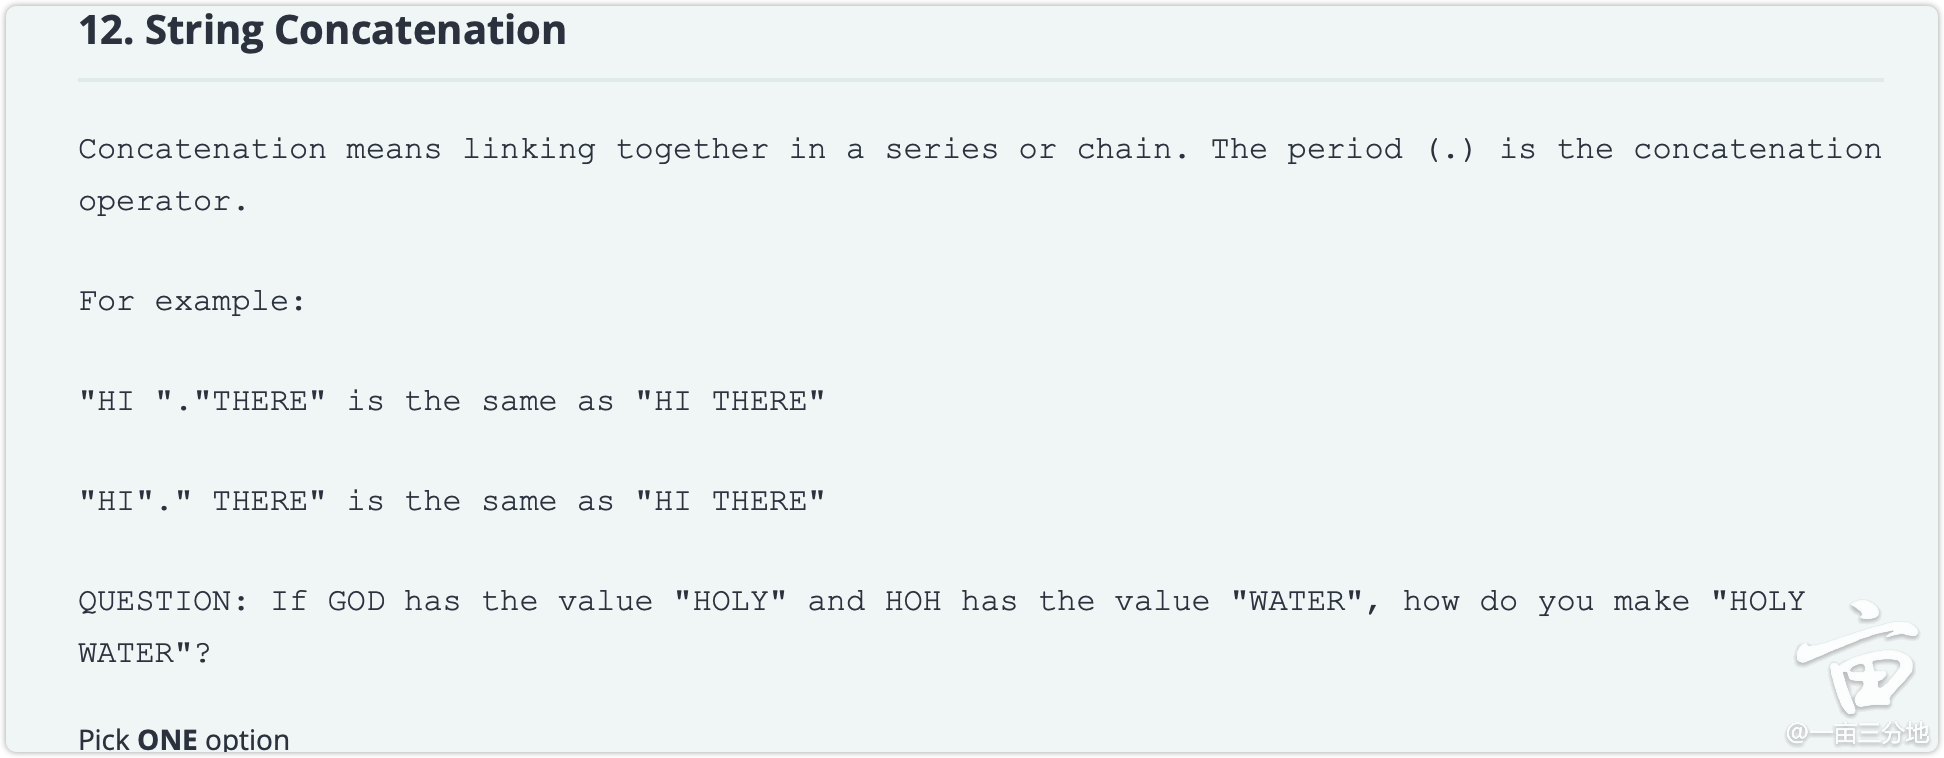 12. String Concatenation
Concatenation means linking together in a series or chain. The period (.) is the concatenation
operator.
For example:
"HI "."THERE" is the same as "HI THERE"
"HI"." THERE" is the same as "HI THERE"
QUESTION: If GOD has the value "HOLY" and HOH has the value "WATER", how do you make "HOLY
WATER"?
Pick ONE option
亩
@一亩三分地